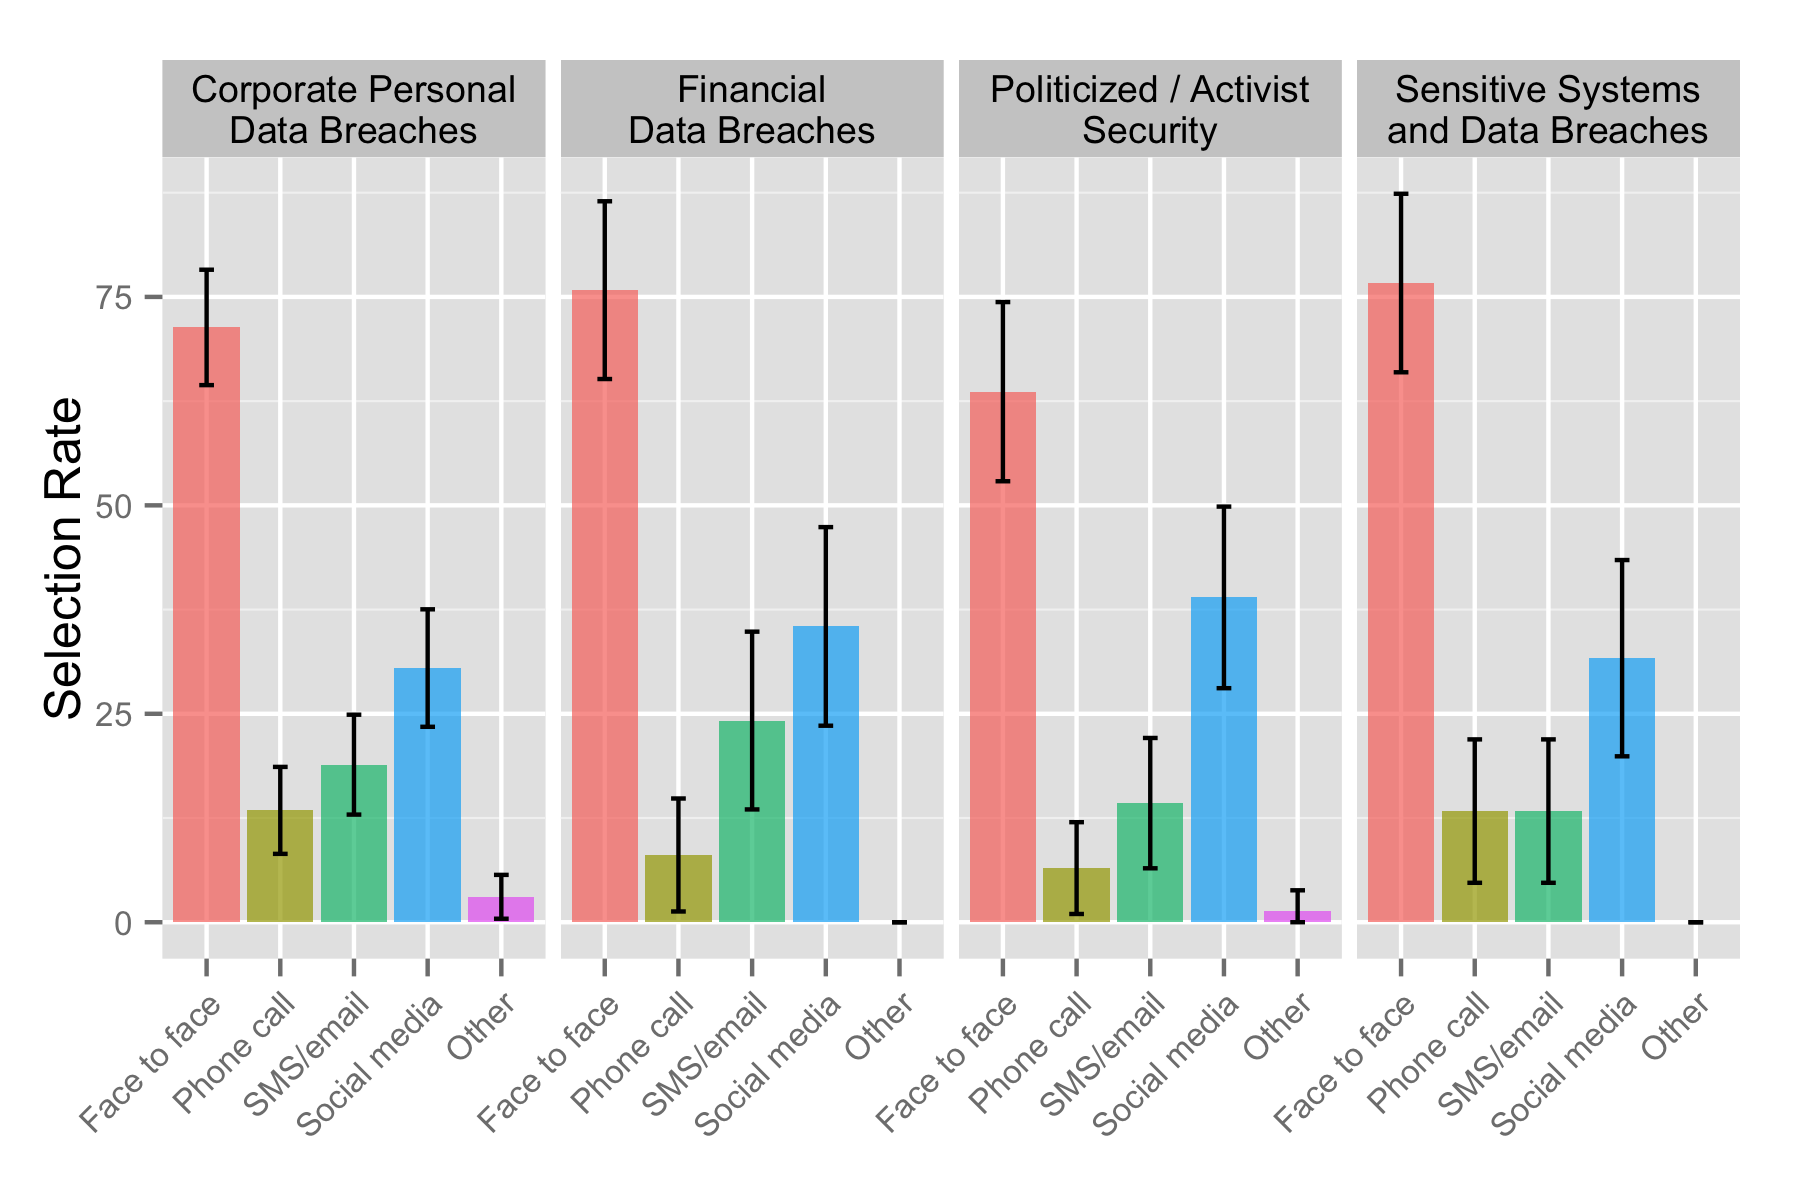 Corporate Personal
Data Breaches
Financial
Data Breaches
Politicized / Activist
Security
Sensitive Systems
and Data Breaches
Selection Rate
75
50
25
0
Face to face
Phone call
SMS/email
Social media
Other
Face to face
Phone call
SMS/email
Social media
Other
Face to face
Phone call
SMS/email
Social media
Other
Face to face
Phone call
SMS/email
Social media
Other